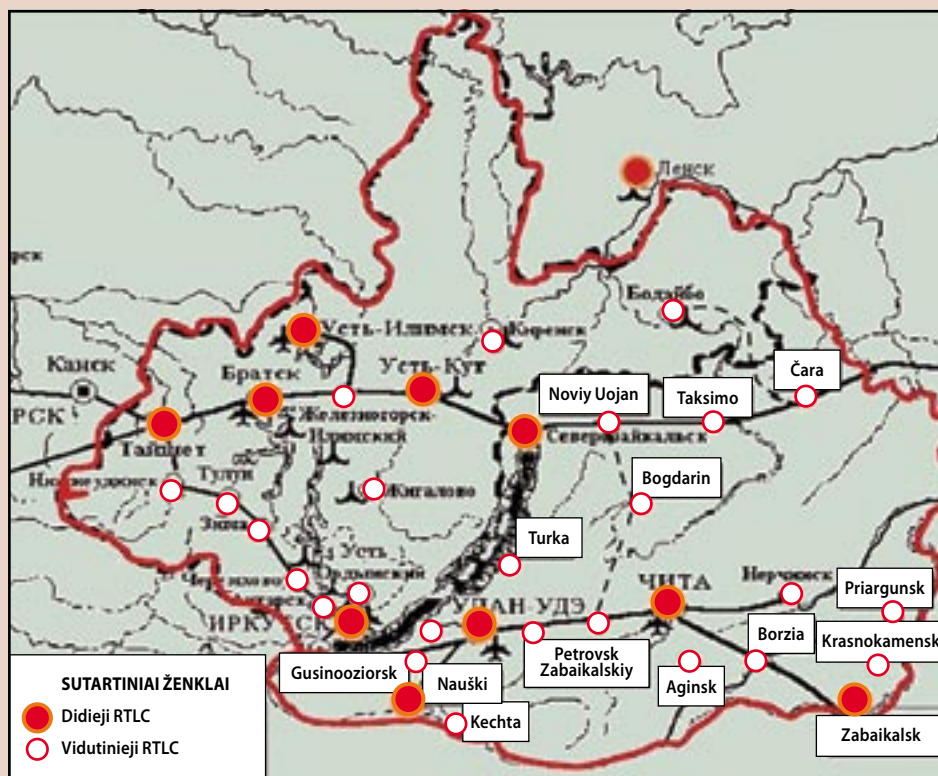 Ленск
Бодайбо
Усть-Илимск
Киренск
Канск
Братск
Усть-Кут
Čara
РСК
Железногорск-
Илимский
Noviy Uojan
Taksimo
Тайшет
Северобайкальск
Тулун
Нижнеудинск
Жигалово
Bogdarin
Зима
Turka
Усть
Черемхово
ИРКУТСК
УЛАН-УДЭ
ЧИТА
Нерчинск
Priargunsk
Borzia
Krasnokamensk
Petrovsk
Zabaikalskiy
Gusinooziorsk
Nauški
Aginsk
Kechta
Zabaikalsk
SUTARTINIAI ŽENKLAI
Didieji RTLC
Vidutinieji RTLC